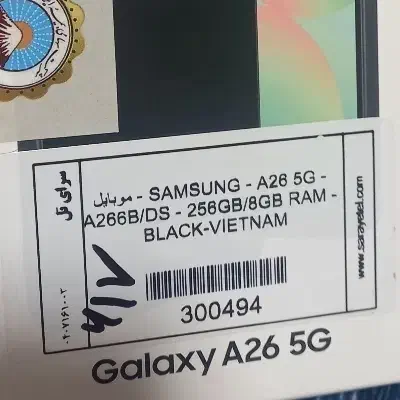 موبایل - SAMSUNG - A26 5G -
A266B/DS - 256GB/8GB RAM -
BLACK-VIETNAM
300494
سرای تل
www.sarayetel.com
Galaxy A26 5G